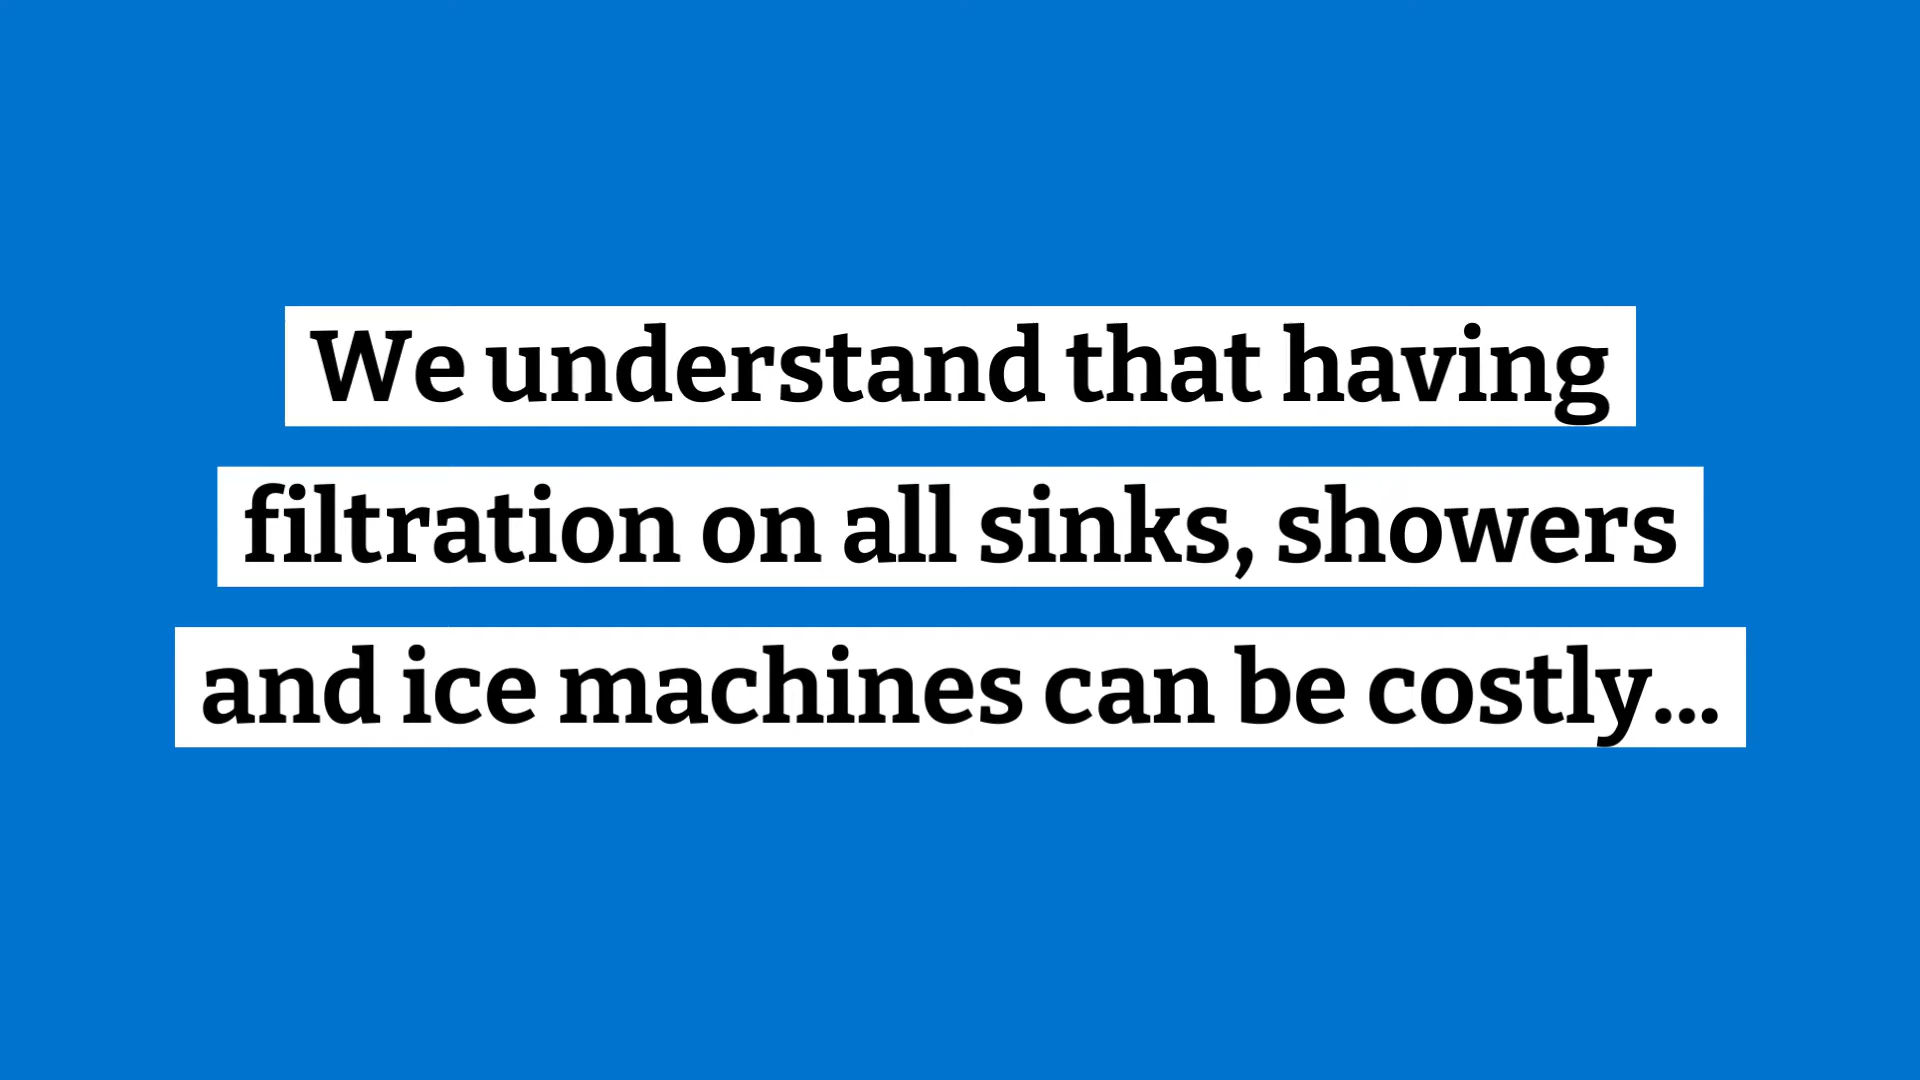 We understand that having
filtration on all sinks, showers
and ice machines can be costly...